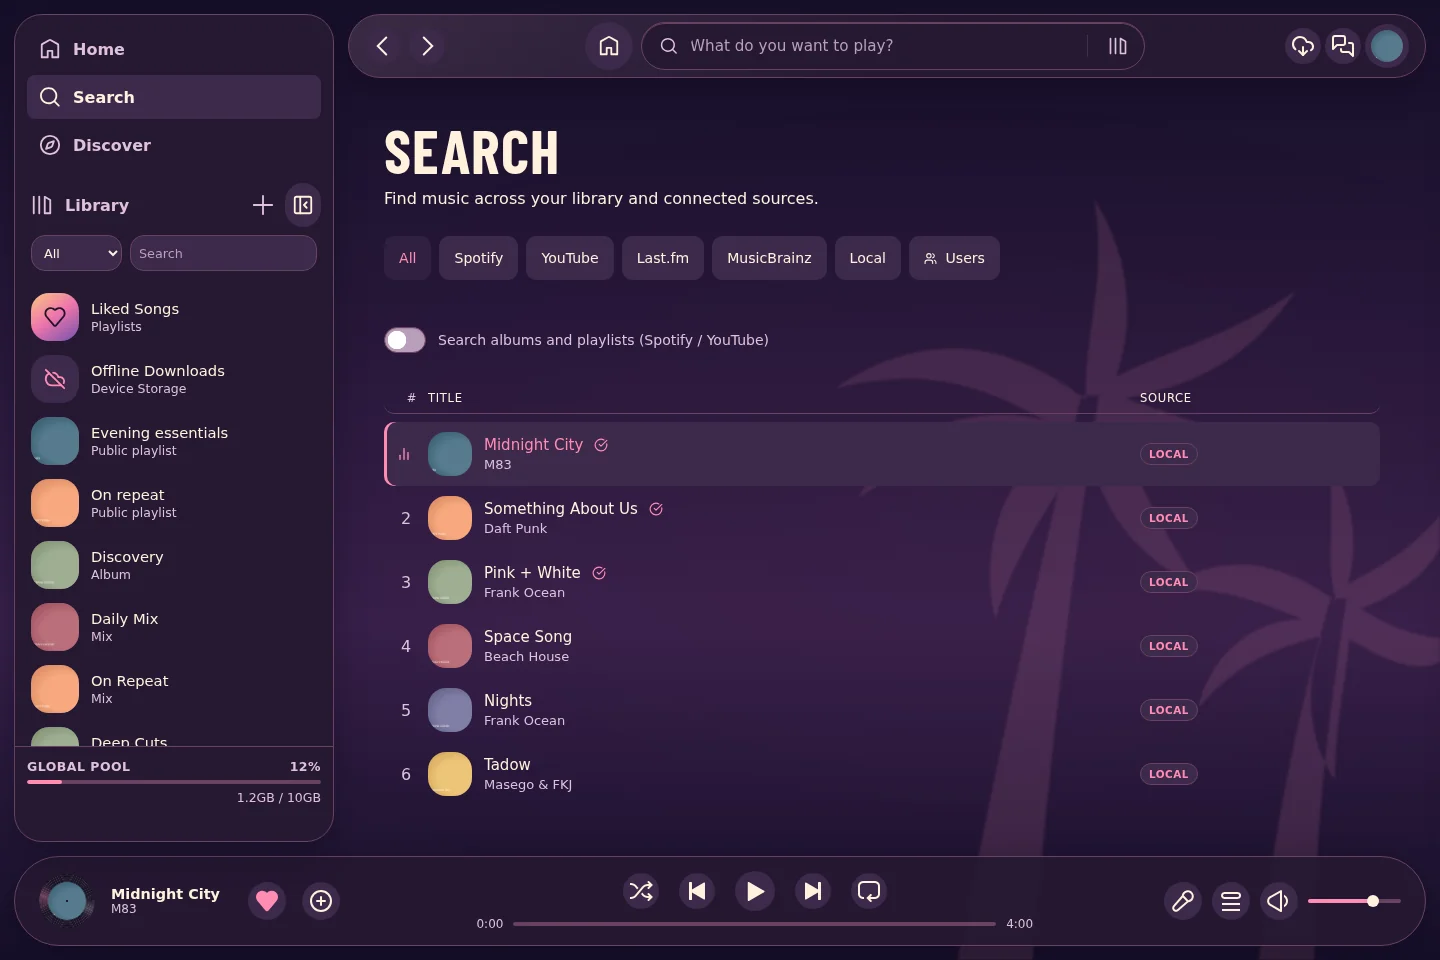 Home
Search
Discover
Library
All
Search
Liked Songs
Playlists
Offline Downloads
Device Storage
Evening essentials
Public playlist
On repeat
Public playlist
Discovery
Album
Daily Mix
Mix
On Repeat
Mix
Deep Cuts
GLOBAL POOL 12%
1.2GB / 10GB
What do you want to play?
SEARCH
Find music across your library and connected sources.
All Spotify YouTube Last.fm MusicBrainz Local Users
Search albums and playlists (Spotify / YouTube)
# TITLE SOURCE
Midnight City
M83
LOCAL
2 Something About Us
Daft Punk
LOCAL
3 Pink + White
Frank Ocean
LOCAL
4 Space Song
Beach House
LOCAL
5 Nights
Frank Ocean
LOCAL
6 Tadow
Masego & FKJ
LOCAL
Midnight City
M83
0:00 4:00